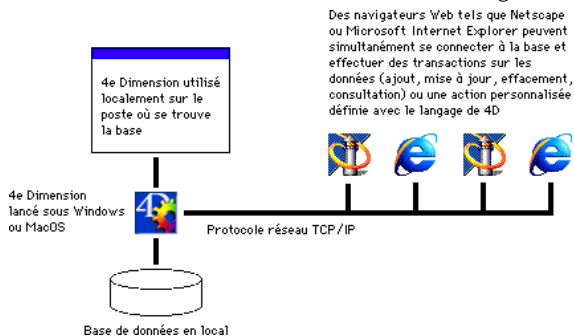 Des navigateurs Web tels que Netscape
ou Microsoft Internet Explorer peuvent
simultanément se connecter à la base et
effectuer des transactions sur les
données (ajout, mise à jour, effacement,
consultation) ou une action personnalisée
définie avec le langage de 4D
4e Dimension utilisé
localement sur le
poste où se trouve
la base
4e Dimension
lancé sous Windows
ou MacOS
4D
Protocole réseau TCP/IP
Base de données en local